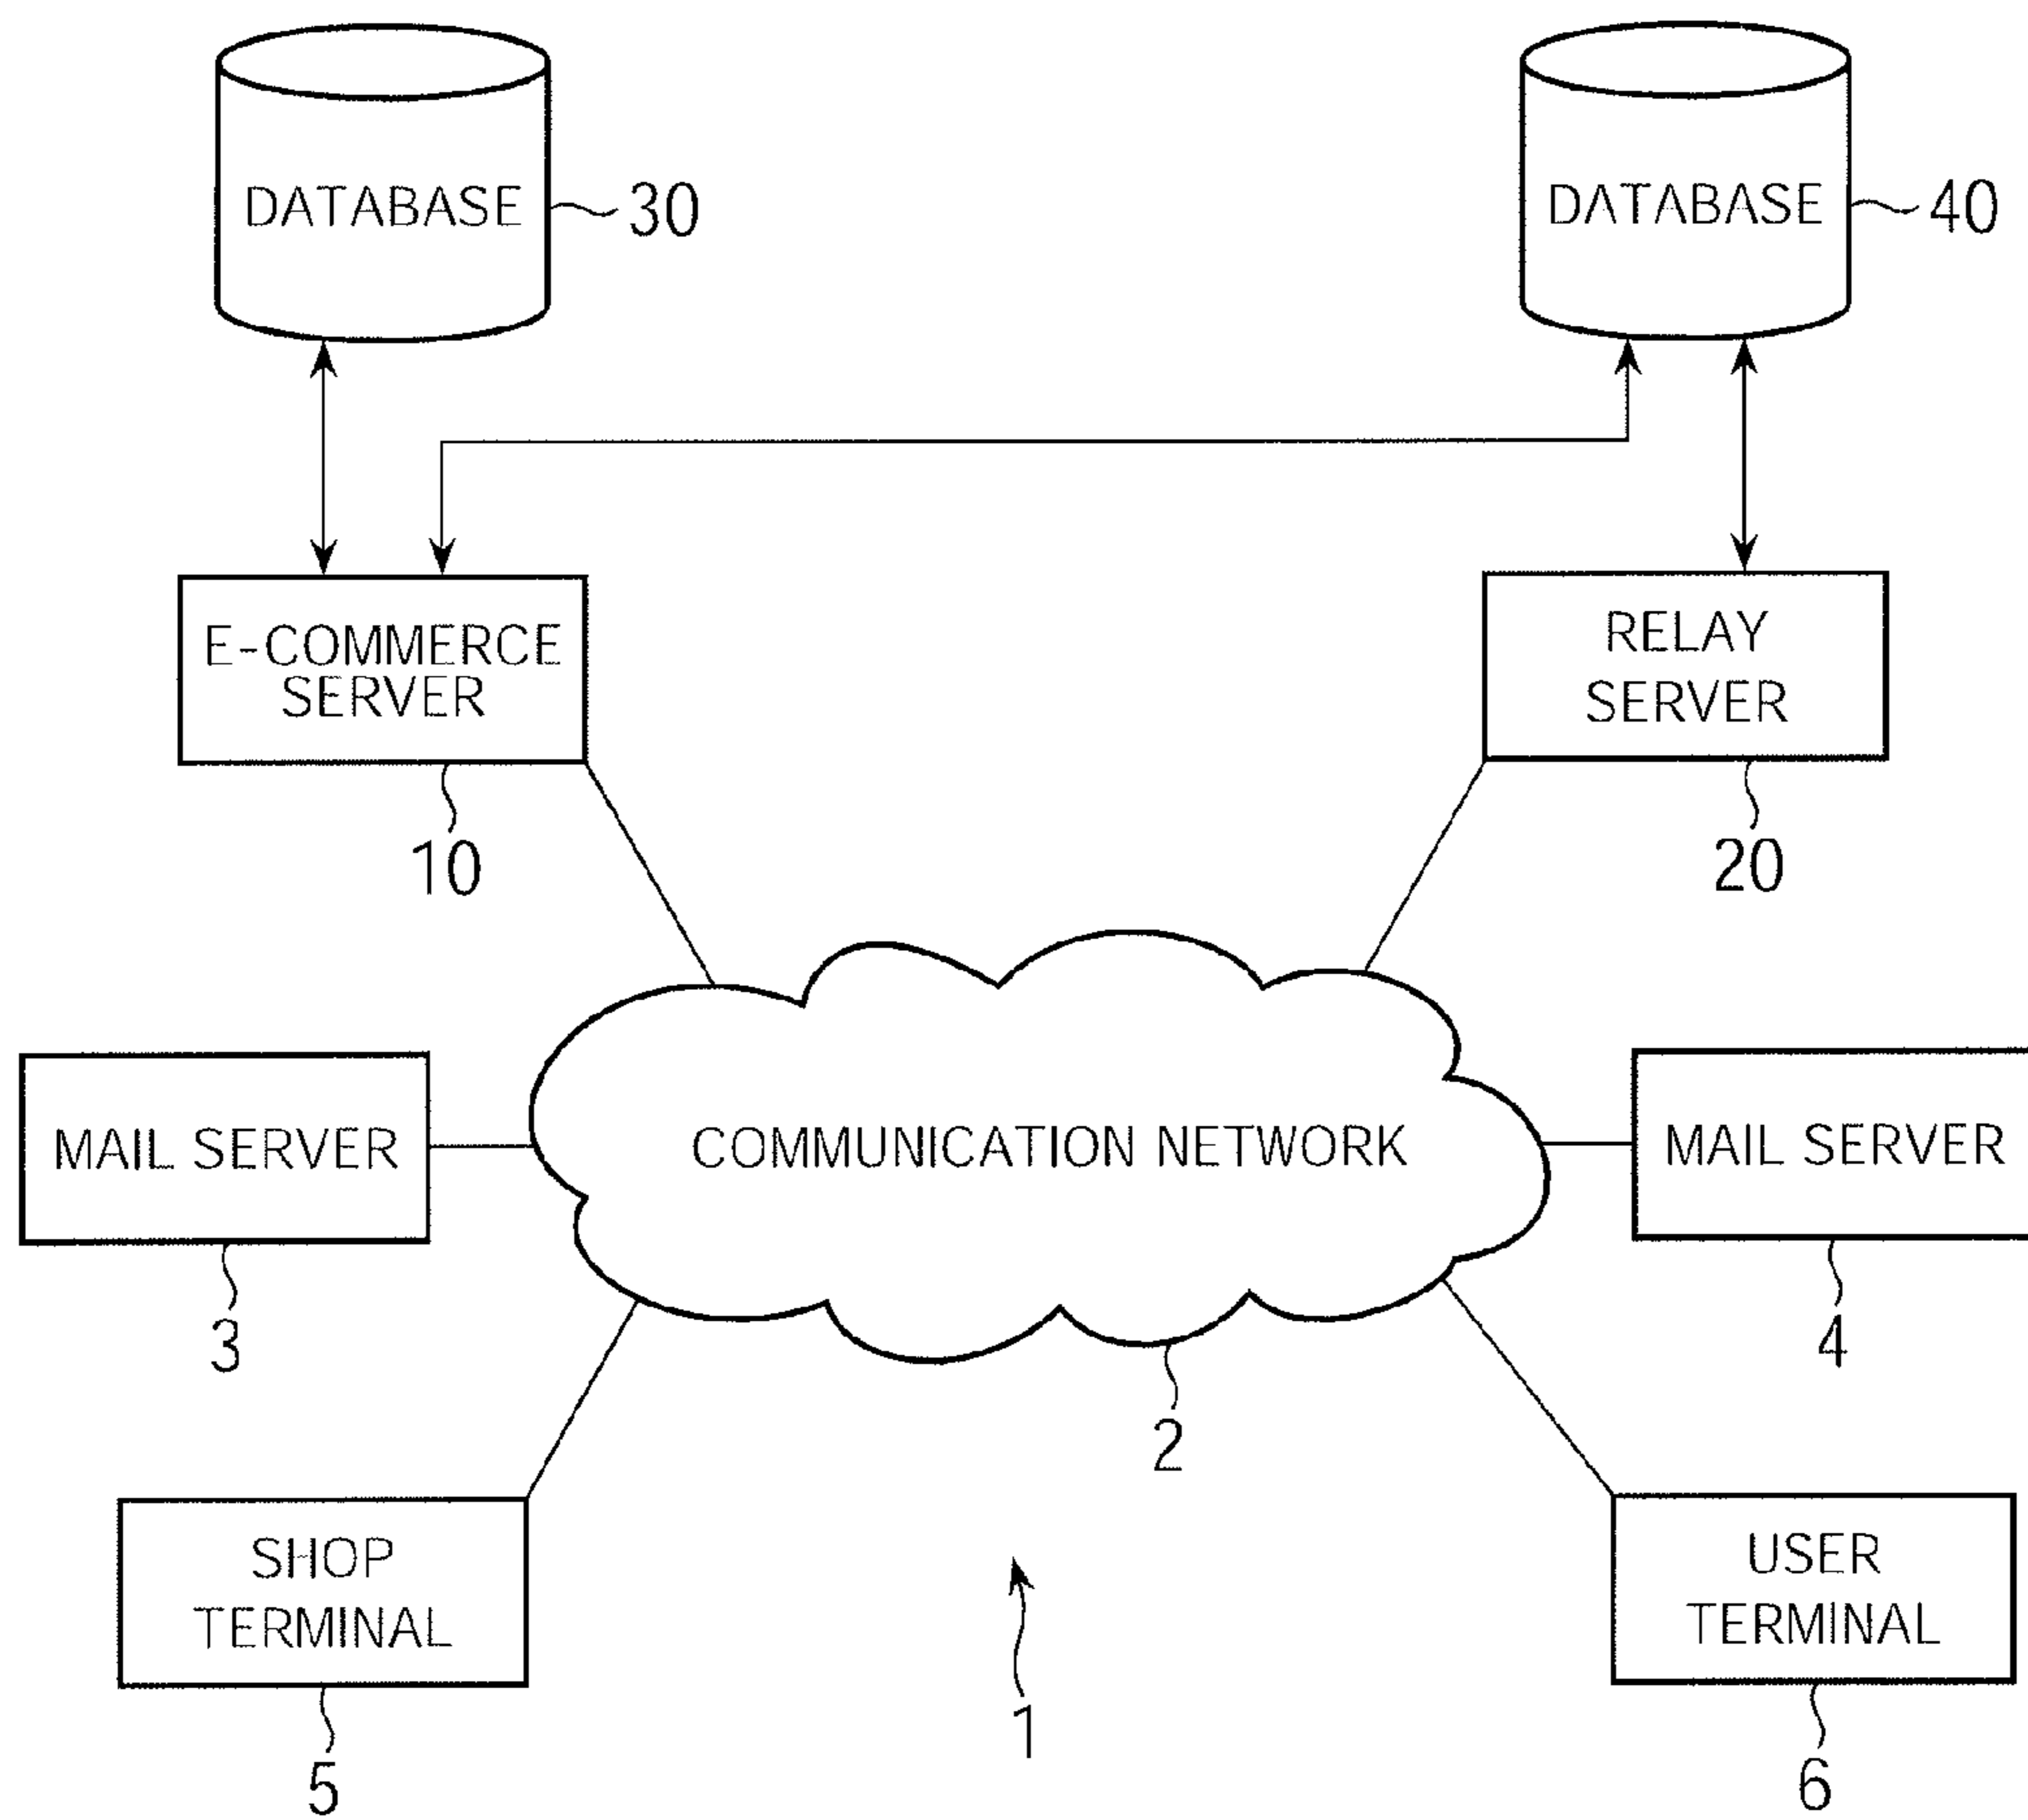 DATABASE
30
DATABASE
40
E-COMMERCE
SERVER
10
RELAY
SERVER
20
MAIL SERVER
3
COMMUNICATION NETWORK
2
MAIL SERVER
4
SHOP
TERMINAL
5
1
USER
TERMINAL
6